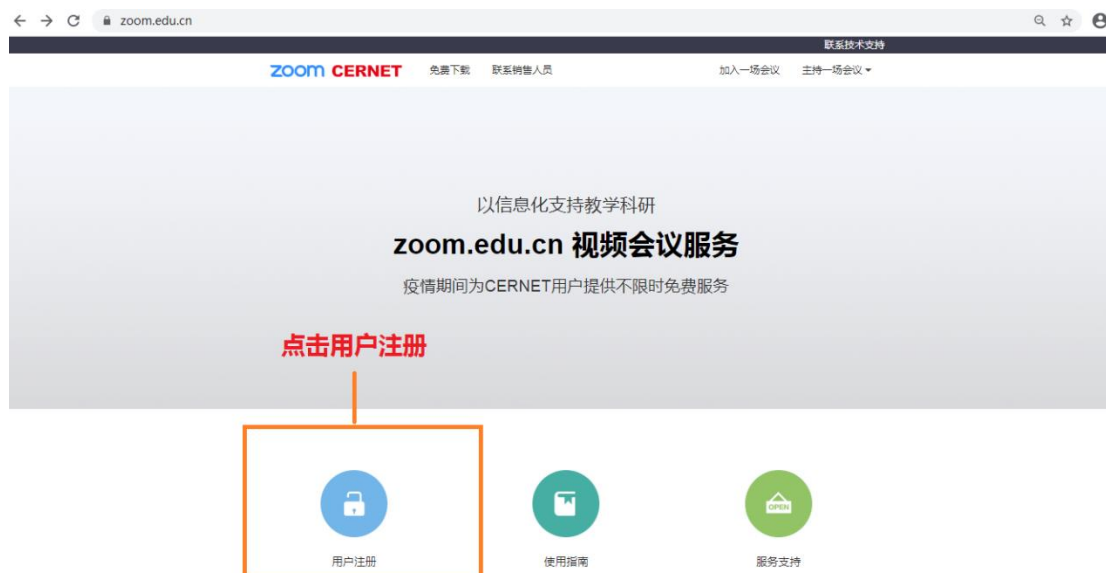 zoom.edu.cn
联系技术支持
zoom CERNET 免费下载 联系销售人员 加入一场会议 主持一场会议
以信息化支持教学科研
zoom.edu.cn 视频会议服务
疫情期间为CERNET用户提供不限时免费服务
点击用户注册
OPEN
用户注册 使用指南 服务支持